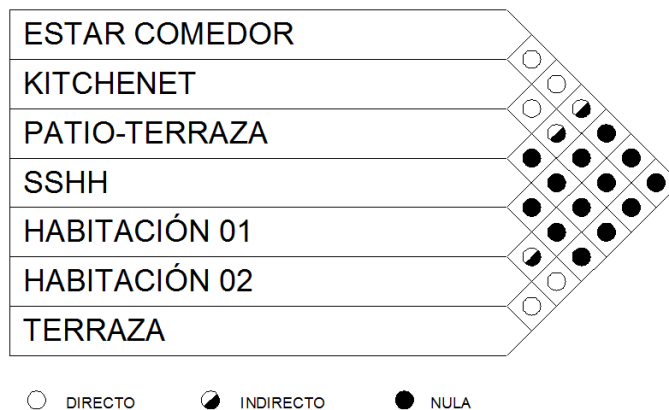 ESTAR COMEDOR
KITCHENET
PATIO-TERRAZA
SSHH
HABITACIÓN 01
HABITACIÓN 02
TERRAZA
DIRECTO INDIRECTO NULA